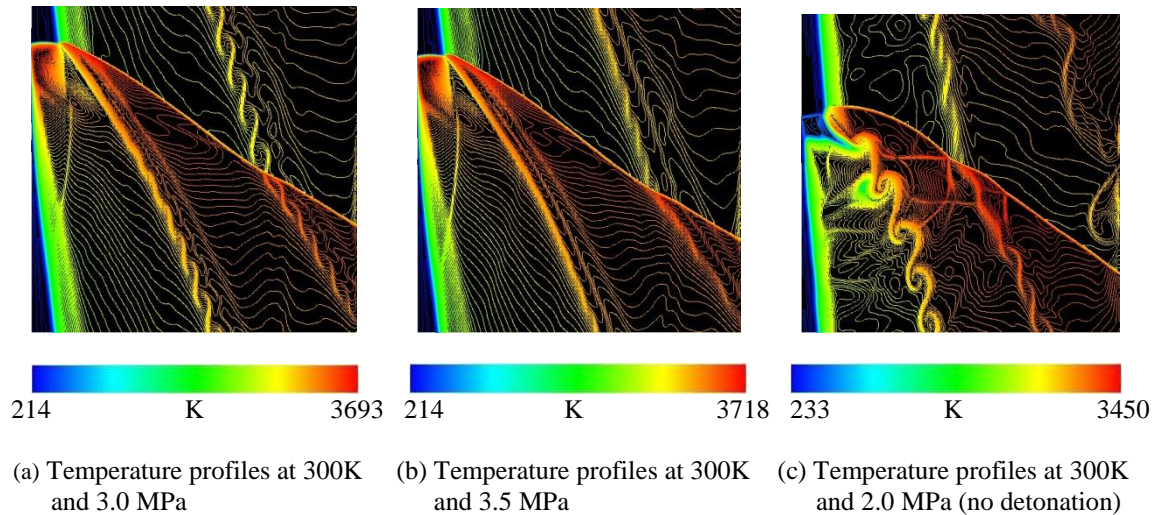 214 K 3693
214 K 3718
233 K 3450
(a) Temperature profiles at 300K
and 3.0 MPa
(b) Temperature profiles at 300K
and 3.5 MPa
(c) Temperature profiles at 300K
and 2.0 MPa (no detonation)